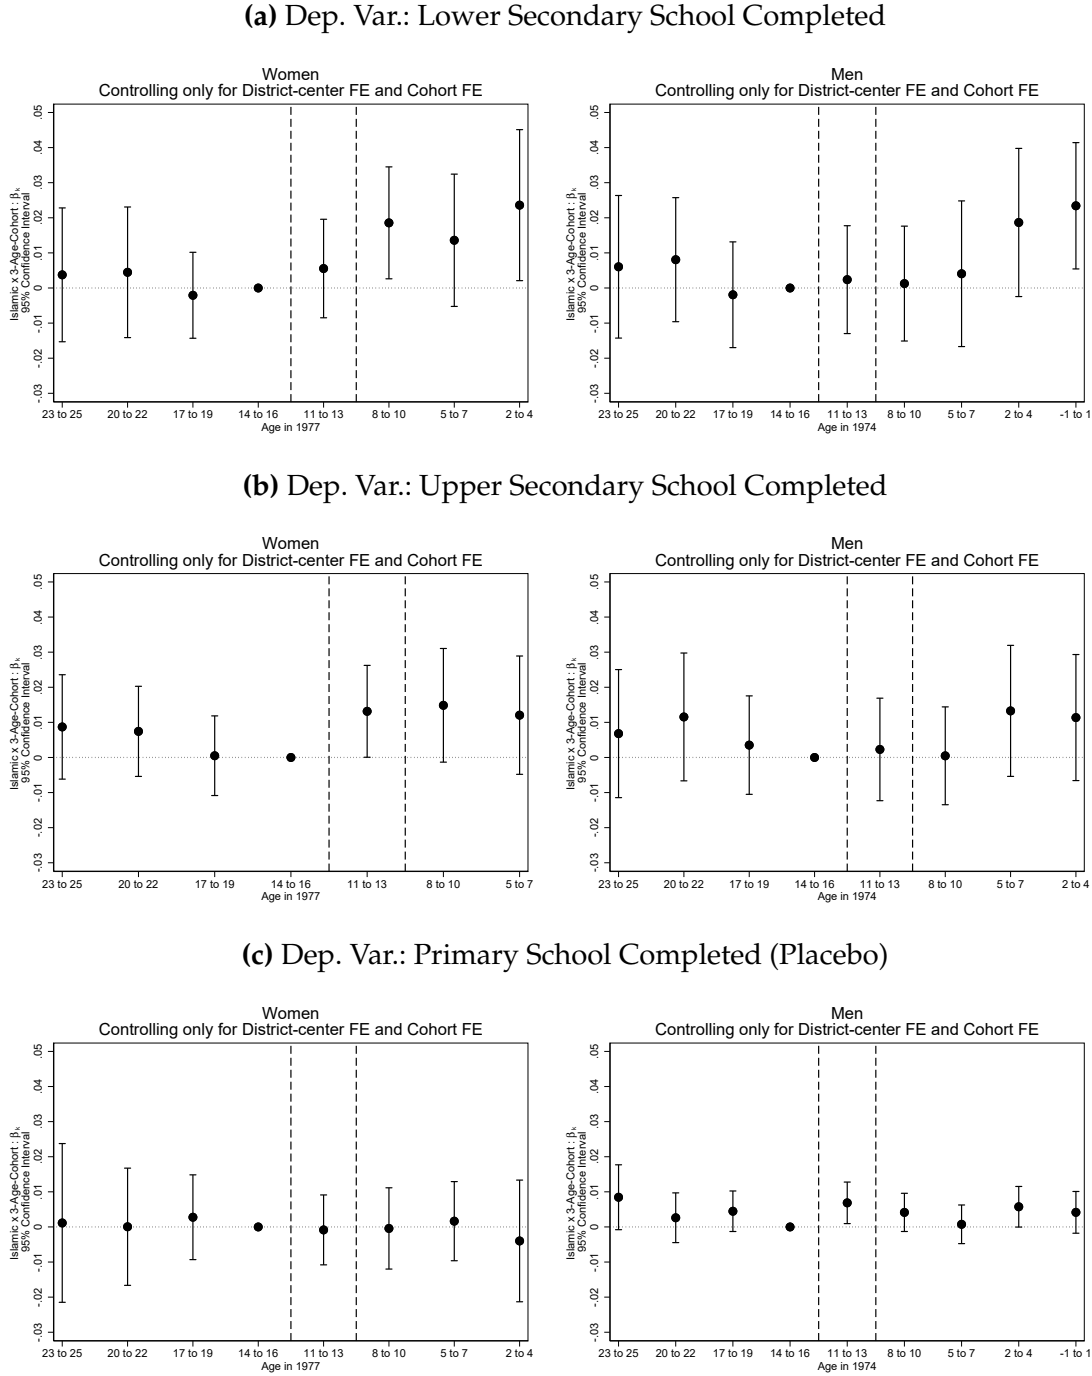 (a) Dep. Var.: Lower Secondary School Completed
Women
Controlling only for District-center FE and Cohort FE
Islamic x 3-Age-Cohort : βk
95% Confidence Interval
.05
.04
.03
.02
.01
0
-.01
-.02
-.03
23 to 25 20 to 22 17 to 19 14 to 16 11 to 13 8 to 10 5 to 7 2 to 4
Age in 1977
Men
Controlling only for District-center FE and Cohort FE
Islamic x 3-Age-Cohort : βk
95% Confidence Interval
.05
.04
.03
.02
.01
0
-.01
-.02
-.03
23 to 25 20 to 22 17 to 19 14 to 16 11 to 13 8 to 10 5 to 7 2 to 4 -1 to 1
Age in 1974
(b) Dep. Var.: Upper Secondary School Completed
Women
Controlling only for District-center FE and Cohort FE
Islamic x 3-Age-Cohort : βk
95% Confidence Interval
.05
.04
.03
.02
.01
0
-.01
-.02
-.03
23 to 25 20 to 22 17 to 19 14 to 16 11 to 13 8 to 10 5 to 7
Age in 1977
Men
Controlling only for District-center FE and Cohort FE
Islamic x 3-Age-Cohort : βk
95% Confidence Interval
.05
.04
.03
.02
.01
0
-.01
-.02
-.03
23 to 25 20 to 22 17 to 19 14 to 16 11 to 13 8 to 10 5 to 7 2 to 4
Age in 1974
(c) Dep. Var.: Primary School Completed (Placebo)
Women
Controlling only for District-center FE and Cohort FE
Islamic x 3-Age-Cohort : βk
95% Confidence Interval
.05
.04
.03
.02
.01
0
-.01
-.02
-.03
23 to 25 20 to 22 17 to 19 14 to 16 11 to 13 8 to 10 5 to 7 2 to 4
Age in 1977
Men
Controlling only for District-center FE and Cohort FE
Islamic x 3-Age-Cohort : βk
95% Confidence Interval
.05
.04
.03
.02
.01
0
-.01
-.02
-.03
23 to 25 20 to 22 17 to 19 14 to 16 11 to 13 8 to 10 5 to 7 2 to 4 -1 to 1
Age in 1974